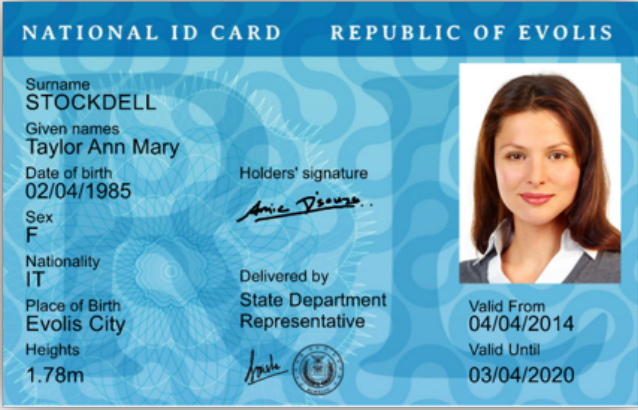 NATIONAL ID CARD REPUBLIC OF EVOLIS
Surname
STOCKDELL
Given names
Taylor Ann Mary
Date of birth
02/04/1985
Sex
F
Nationality
IT
Place of Birth
Evolis City
Heights
1.78m
Holders' signature
Amic D'souza..
Delivered by
State Department
Representative
Valid From
04/04/2014
Valid Until
03/04/2020